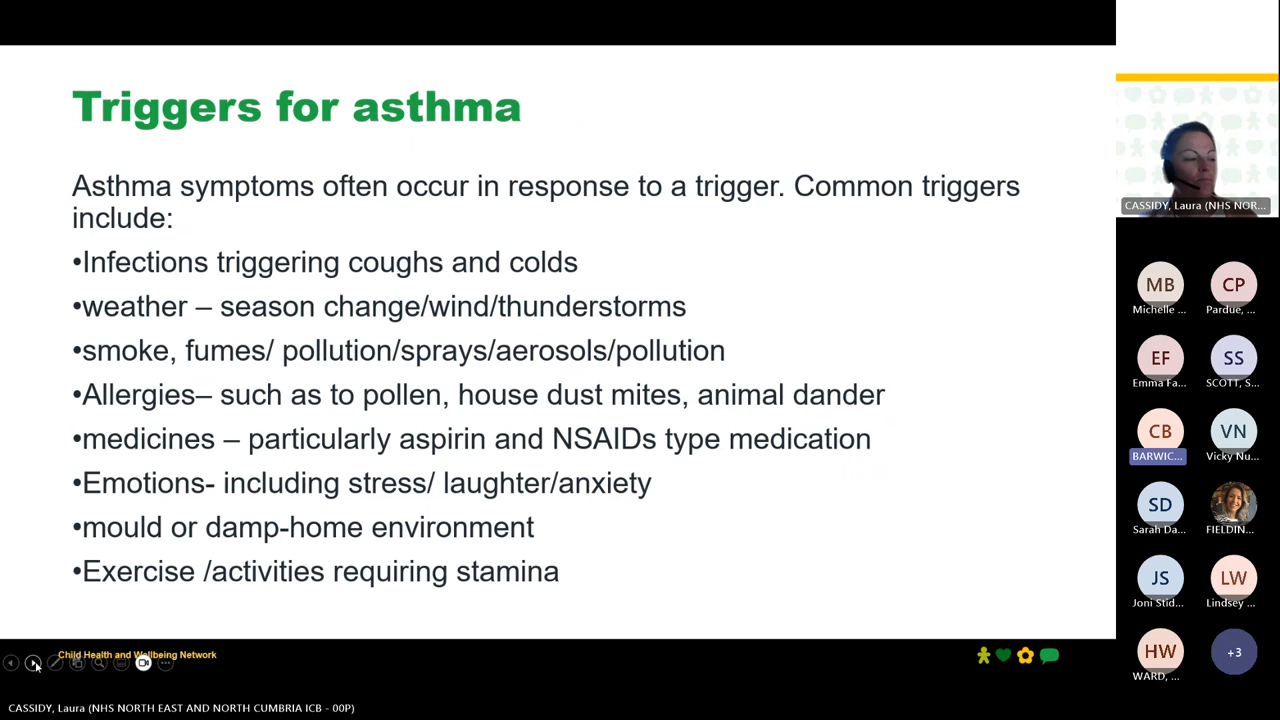 Triggers for asthma
Asthma symptoms often occur in response to a trigger. Common triggers
include:
•Infections triggering coughs and colds
•weather – season change/wind/thunderstorms
•smoke, fumes/ pollution/sprays/aerosols/pollution
•Allergies– such as to pollen, house dust mites, animal dander
•medicines – particularly aspirin and NSAIDs type medication
•Emotions- including stress/ laughter/anxiety
•mould or damp-home environment
•Exercise /activities requiring stamina
Child Health and Wellbeing Network
CASSIDY, Laura (NHS NORTH EAST AND NORTH CUMBRIA ICB - 00P)
CASSIDY, Laura (NHS NOR...
MB
Michelle ...
CP
Pardue, ...
EF
Emma Fa...
SS
SCOTT, S...
CB
BARWIC...
VN
Vicky Nu...
SD
Sarah Da...
FIELDIN...
JS
Joni Stid...
LW
Lindsey ...
HW
WARD, ...
+3